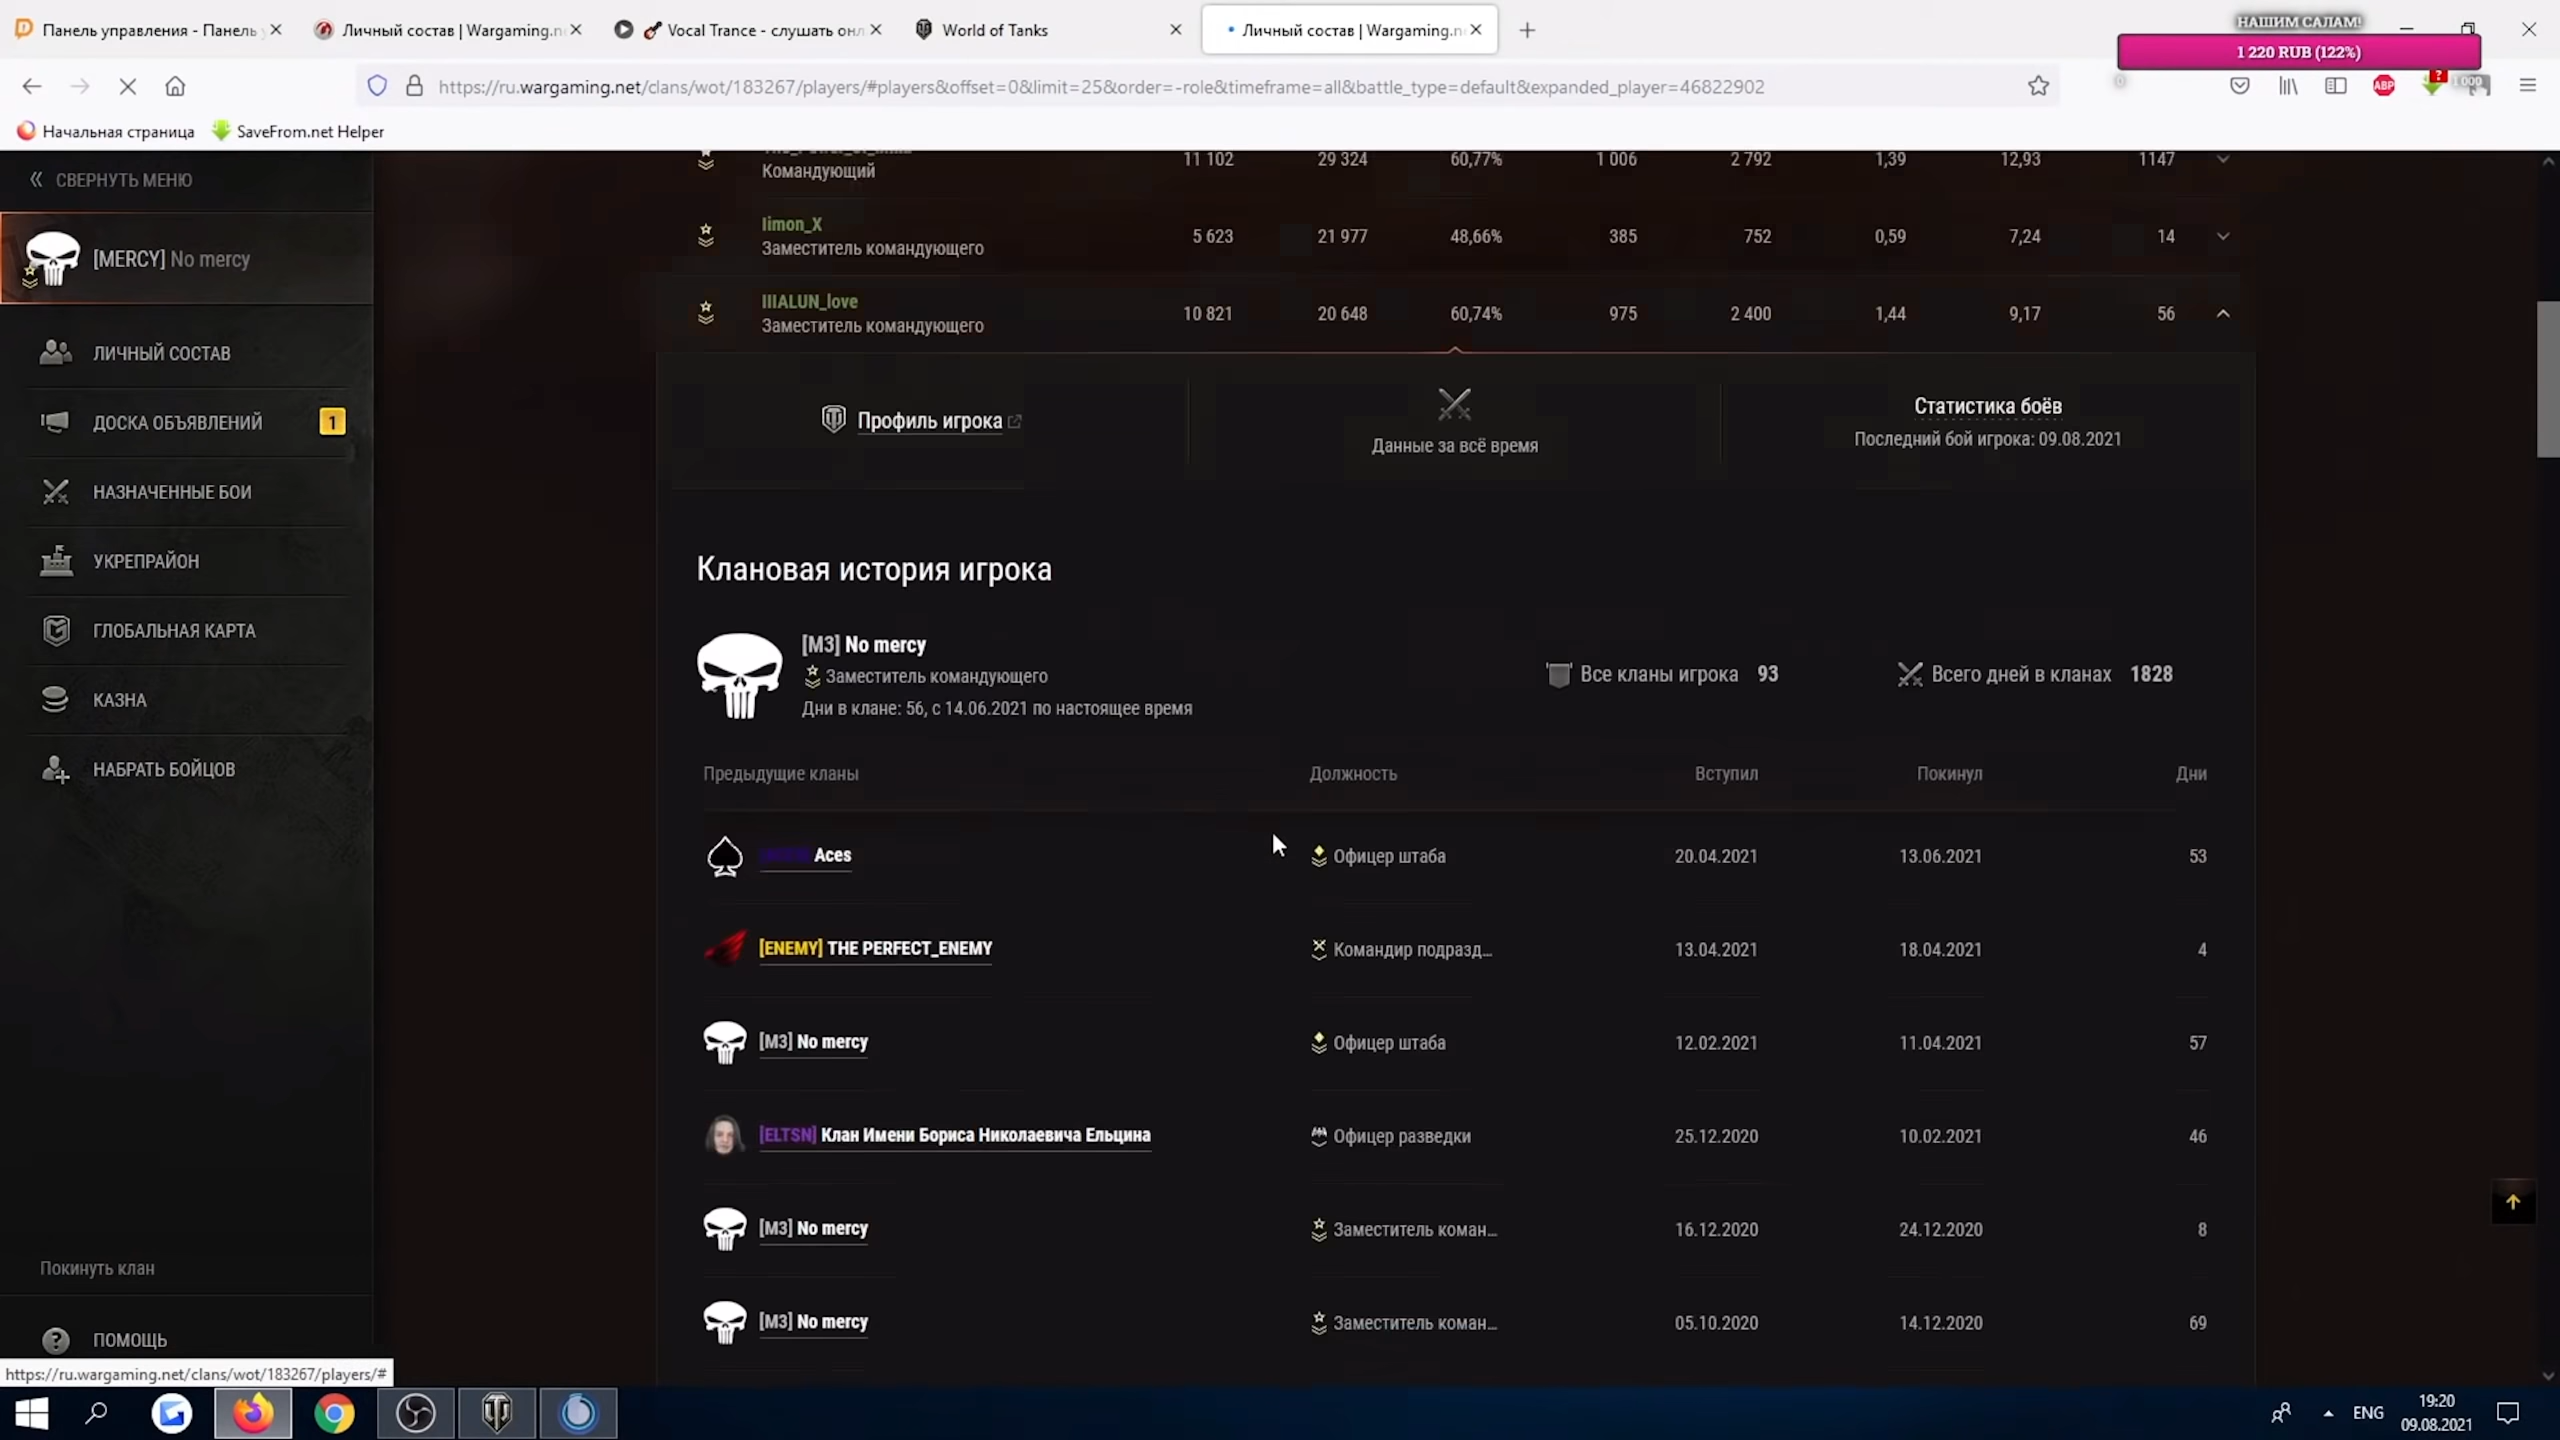 Панель управления - Панель
Личный состав | Wargaming.n
Vocal Trance - слушать онл
World of Tanks
Личный состав | Wargaming.n
НАШИМ САЛАМ!
1 220 RUB (122%)
0
1 000
https://ru.wargaming.net/clans/wot/183267/players/#players&offset=0&limit=25&order=-role&timeframe=all&battle_type=default&expanded_player=46822902
ABP
Начальная страница
SaveFrom.net Helper
СВЕРНУТЬ МЕНЮ
[MERCY] No mercy
ЛИЧНЫЙ СОСТАВ
ДОСКА ОБЪЯВЛЕНИЙ 1
НАЗНАЧЕННЫЕ БОИ
УКРЕПРАЙОН
ГЛОБАЛЬНАЯ КАРТА
КАЗНА
НАБРАТЬ БОЙЦОВ
Покинуть клан
ПОМОЩЬ
https://ru.wargaming.net/clans/wot/183267/players/#
Командующий 11 102 29 324 60,77% 1 006 2 792 1,39 12,93 1147
Iimon_X
Заместитель командующего 5 623 21 977 48,66% 385 752 0,59 7,24 14
IIIALUN_love
Заместитель командующего 10 821 20 648 60,74% 975 2 400 1,44 9,17 56
Профиль игрока
Данные за всё время
Статистика боёв
Последний бой игрока: 09.08.2021
Клановая история игрока
[M3] No mercy
Заместитель командующего
Дни в клане: 56, с 14.06.2021 по настоящее время
Все кланы игрока 93
Всего дней в кланах 1828
Предыдущие кланы Должность Вступил Покинул Дни
Aces Офицер штаба 20.04.2021 13.06.2021 53
[ENEMY] THE PERFECT_ENEMY Командир подразд... 13.04.2021 18.04.2021 4
[M3] No mercy Офицер штаба 12.02.2021 11.04.2021 57
[ELTSN] Клан Имени Бориса Николаевича Ельцина Офицер разведки 25.12.2020 10.02.2021 46
[M3] No mercy Заместитель коман... 16.12.2020 24.12.2020 8
[M3] No mercy Заместитель коман... 05.10.2020 14.12.2020 69
ENG
19:20
09.08.2021